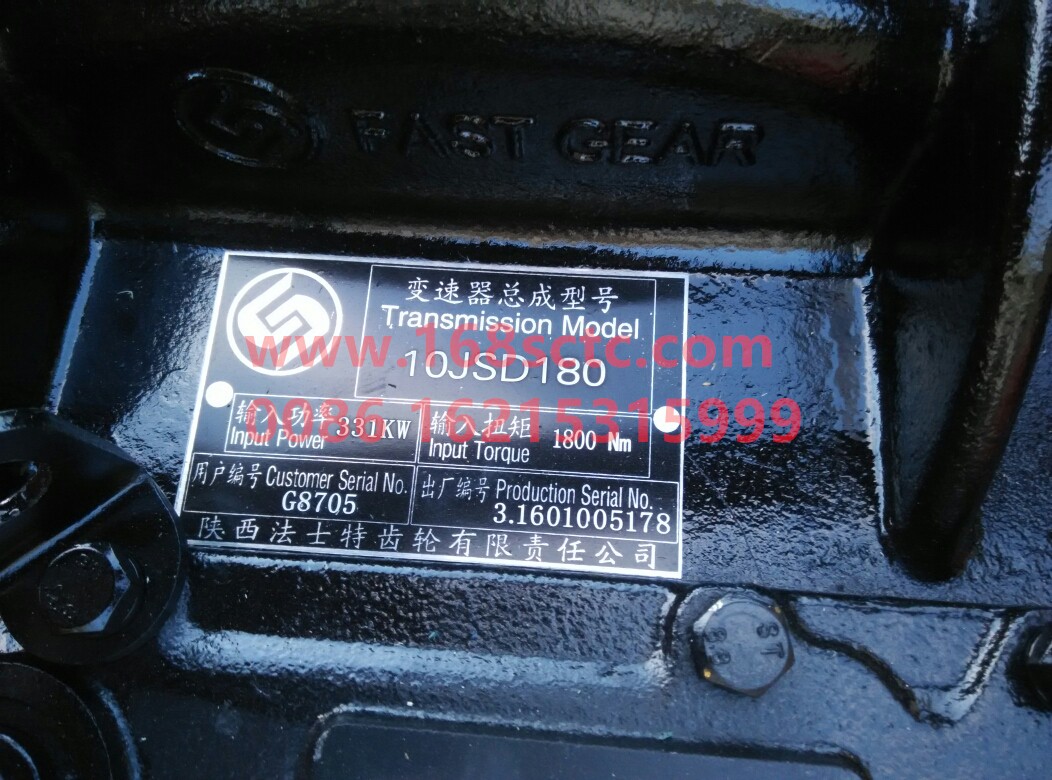 FAST GEAR
变速器总成型号
Transmission Model
10JSD180
www.168sctc.com
0086 16215315999
输入功率
Input Power
331KW
输入扭矩
Input Torque
1800 Nm
用户编号 Customer Serial No.
G8705
出厂编号 Production Serial No.
3.1601005178
陕西法士特齿轮有限责任公司
ST
8.8